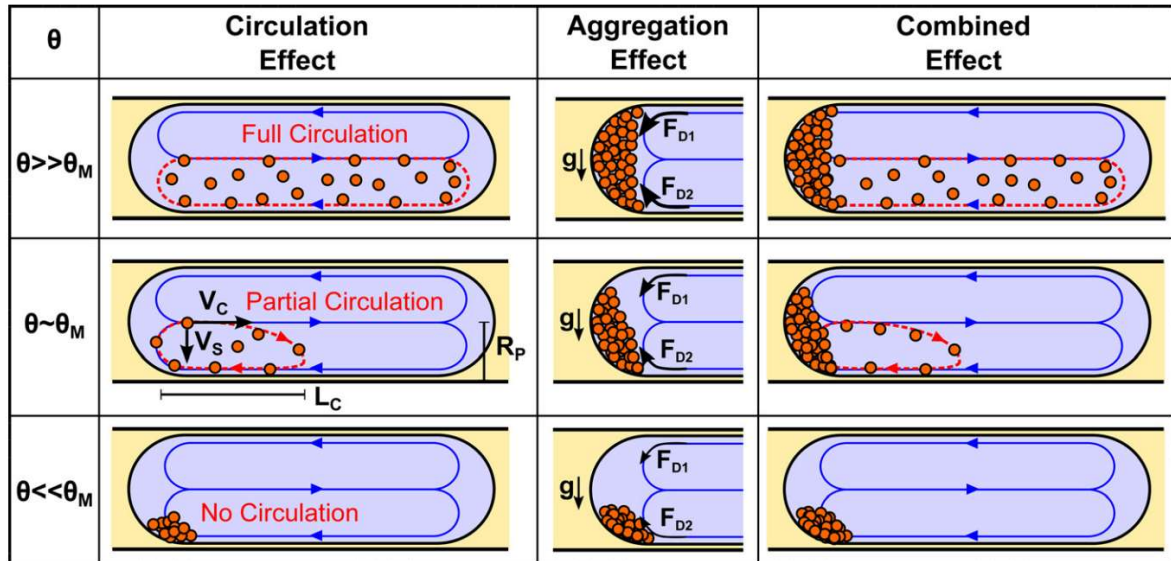 θ
Circulation
Effect
Aggregation
Effect
Combined
Effect
θ>>θM
Full Circulation
FD1
g
FD2
θ~θM
VC
Partial Circulation
VS
RP
LC
FD1
g
FD2
θ<<θM
No Circulation
FD1
g
FD2